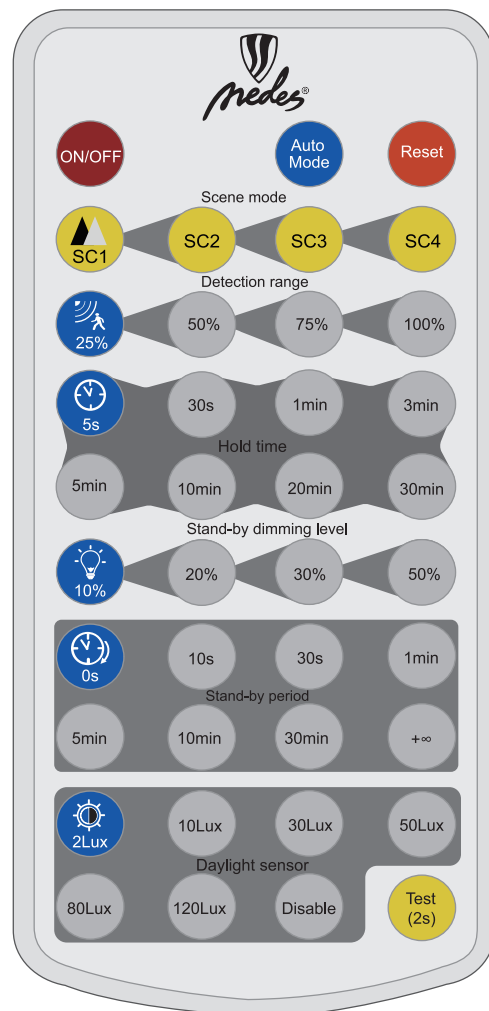 nedes®
ON/OFF
Auto
Mode
Reset
Scene mode
SC1
SC2
SC3
SC4
Detection range
25%
50%
75%
100%
5s
30s
1min
3min
Hold time
5min
10min
20min
30min
Stand-by dimming level
10%
20%
30%
50%
0s
10s
30s
1min
Stand-by period
5min
10min
30min
+∞
2Lux
10Lux
30Lux
50Lux
Daylight sensor
80Lux
120Lux
Disable
Test
(2s)